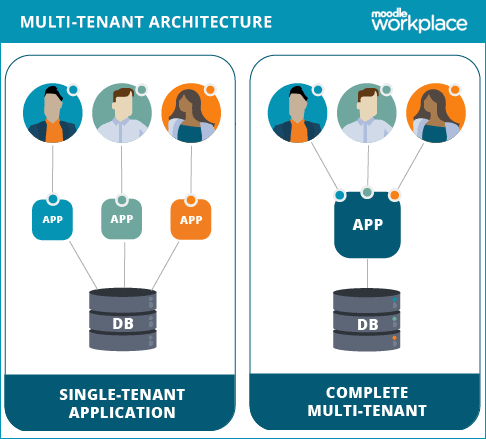 MULTI-TENANT ARCHITECTURE
moodle
workplace
APP
APP
APP
DB
SINGLE-TENANT
APPLICATION
APP
DB
COMPLETE
MULTI-TENANT